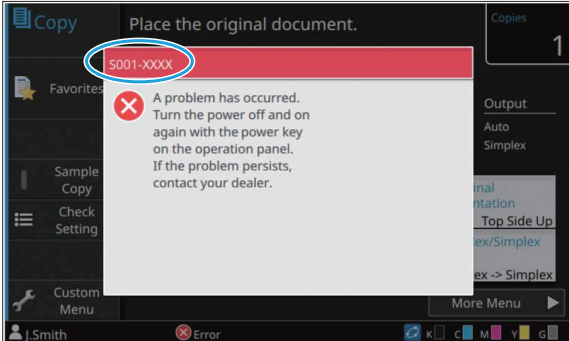 Copy
Place the original document.
Copies
1
S001-XXXX
Favorites
A problem has occurred.
Turn the power off and on
again with the power key
on the operation panel.
If the problem persists,
contact your dealer.
Output
Auto
Simplex
Sample
Copy
Check
Setting
Top Side Up
-> Simplex
Custom
Menu
More Menu
J.Smith
Error
K
C
M
Y
G